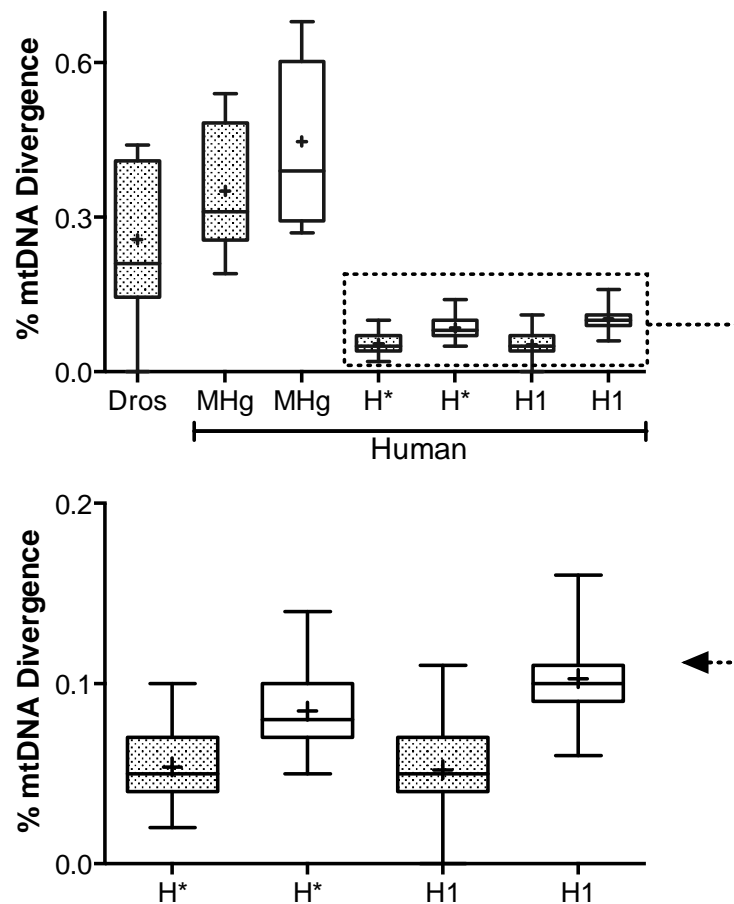 % mtDNA Divergence
0.6
0.3
0.0
Dros MHg MHg H* H* H1 H1
Human
% mtDNA Divergence
0.2
0.1
0.0
H* H* H1 H1